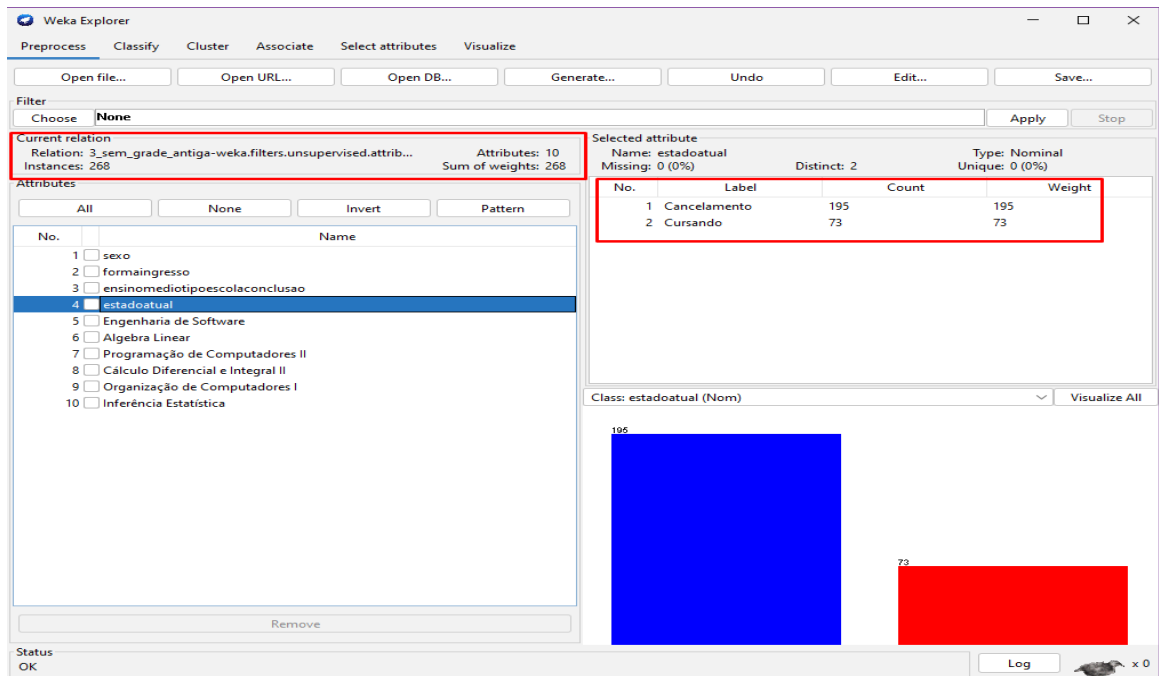 Weka Explorer
Preprocess Classify Cluster Associate Select attributes Visualize
Open file... Open URL... Open DB... Generate... Undo Edit... Save...
Filter
Choose None Apply Stop
Current relation
Relation: 3_sem_grade_antiga-weka.filters.unsupervised.attrib... Attributes: 10
Instances: 268 Sum of weights: 268
Attributes
All None Invert Pattern
No. Name
1 sexo
2 formaingresso
3 ensinomediotipoescolaconclusao
4 estadoatual
5 Engenharia de Software
6 Algebra Linear
7 Programação de Computadores II
8 Cálculo Diferencial e Integral II
9 Organização de Computadores I
10 Inferência Estatística
Remove
Selected attribute
Name: estadoatual Type: Nominal
Missing: 0 (0%) Distinct: 2 Unique: 0 (0%)
No. Label Count Weight
1 Cancelamento 195 195
2 Cursando 73 73
Class: estadoatual (Nom) Visualize All
195
73
Status
OK
Log x 0